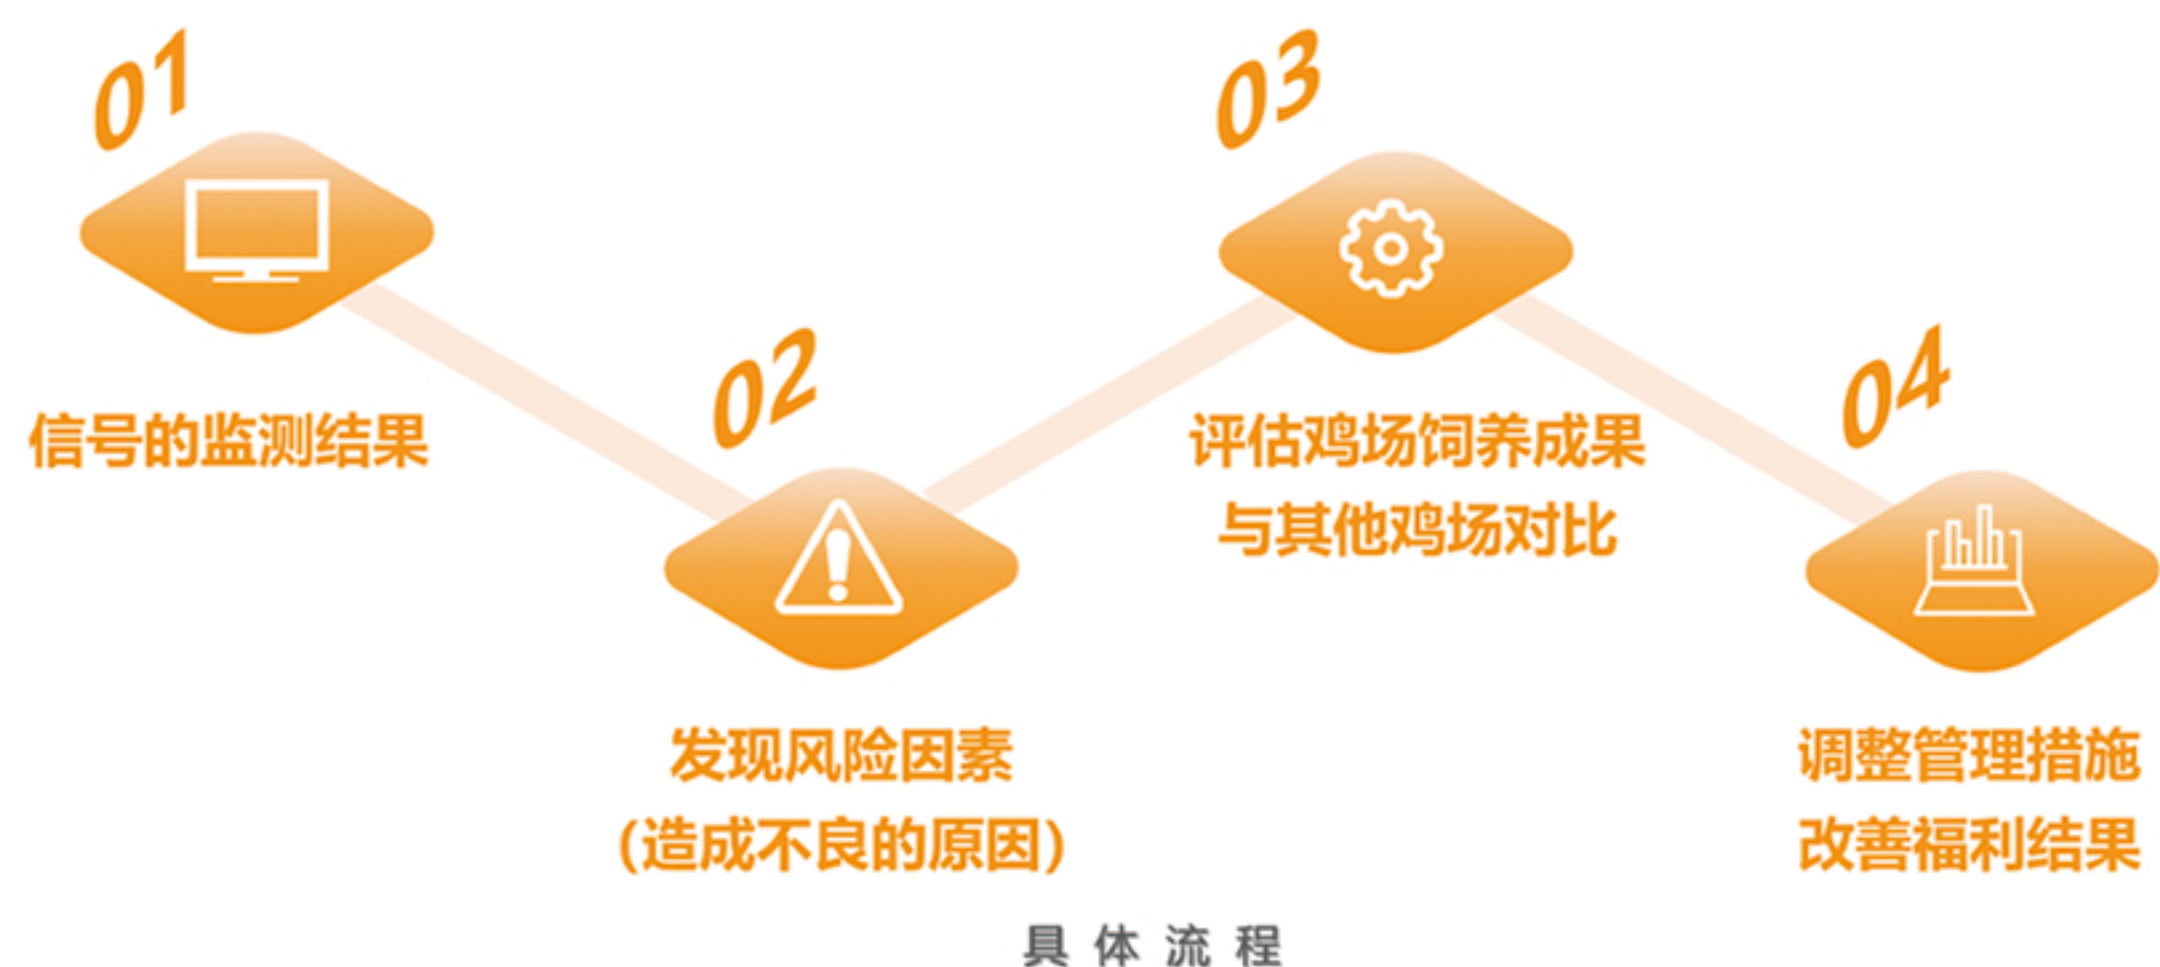 01
信号的监测结果
02
发现风险因素
（造成不良的原因）
03
评估鸡场饲养成果
与其他鸡场对比
04
调整管理措施
改善福利结果
具体流程